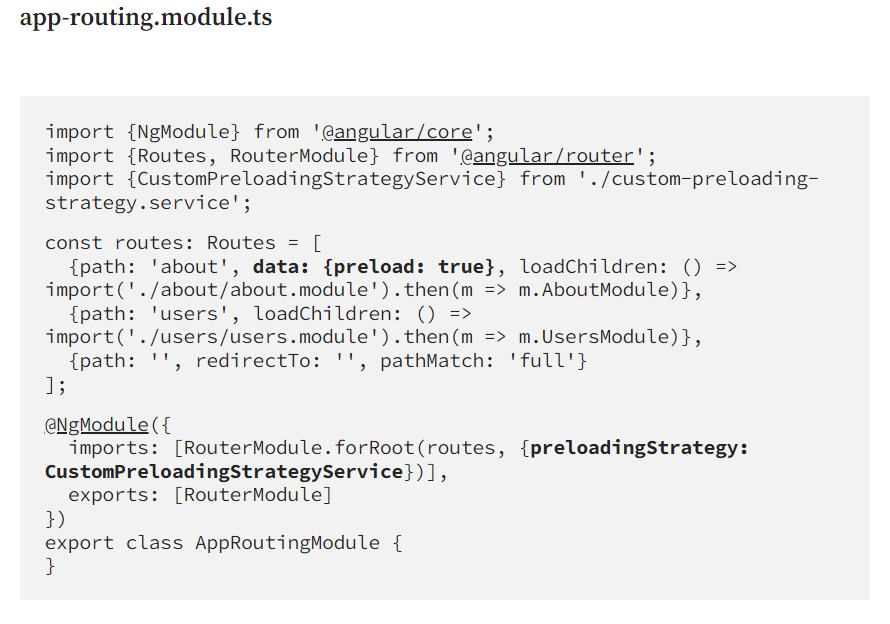 app-routing.module.ts
import {NgModule} from '@angular/core';
import {Routes, RouterModule} from '@angular/router';
import {CustomPreloadingStrategyService} from './custom-preloading-
strategy.service';
const routes: Routes = [
  {path: 'about', data: {preload: true}, loadChildren: () =>
import('./about/about.module').then(m => m.AboutModule)},
  {path: 'users', loadChildren: () =>
import('./users/users.module').then(m => m.UsersModule)},
  {path: '', redirectTo: '', pathMatch: 'full'}
];
@NgModule({
  imports: [RouterModule.forRoot(routes, {preloadingStrategy:
CustomPreloadingStrategyService})],
  exports: [RouterModule]
})
export class AppRoutingModule {
}